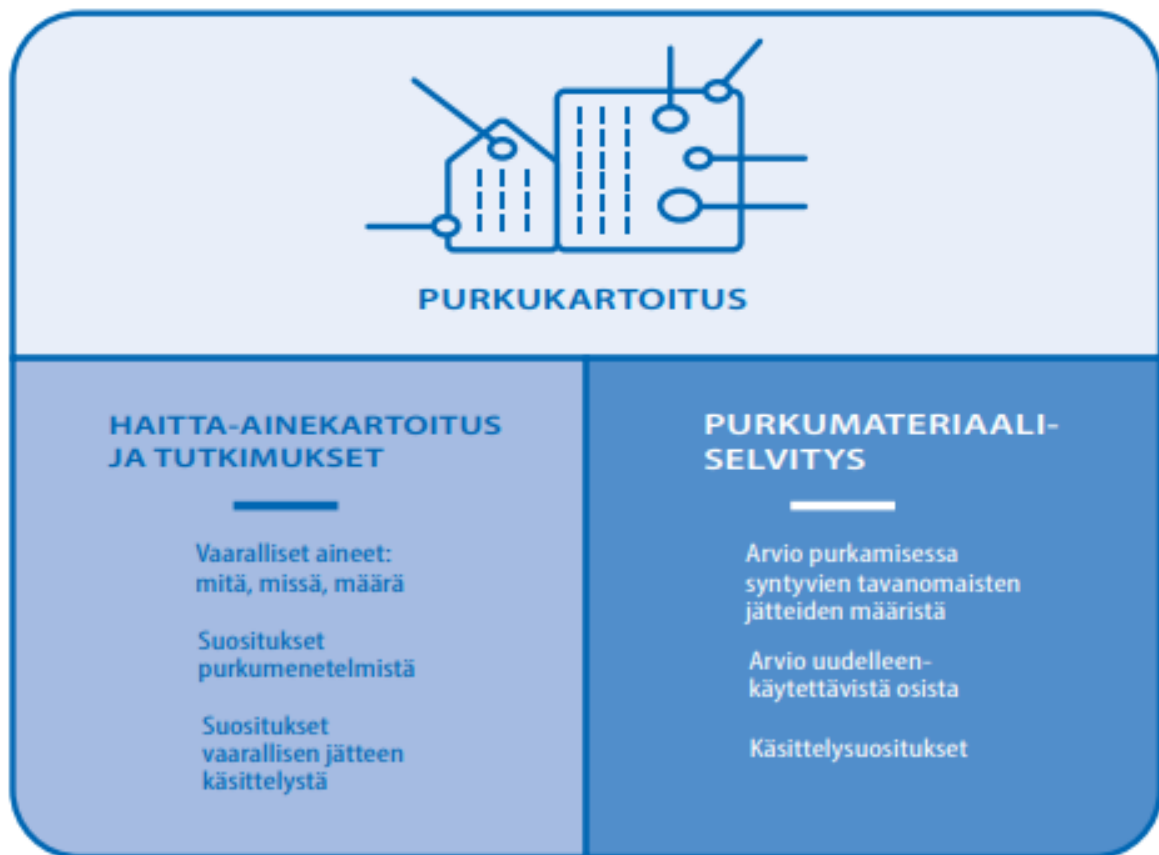 PURKUKARTOITUS
HAITTA-AINEKARTOITUS
JA TUTKIMUKSET
Vaaralliset aineet:
mitä, missä, määrä
Suositukset
purkumenetelmistä
Suositukset
vaarallisen jätteen
käsittelystä
PURKUMATERIAALI-
SELVITYS
Arvio purkamisessa
syntyvien tavanomaisten
jätteiden määristä
Arvio uudelleen-
käytettävistä osista
Käsittelysuositukset